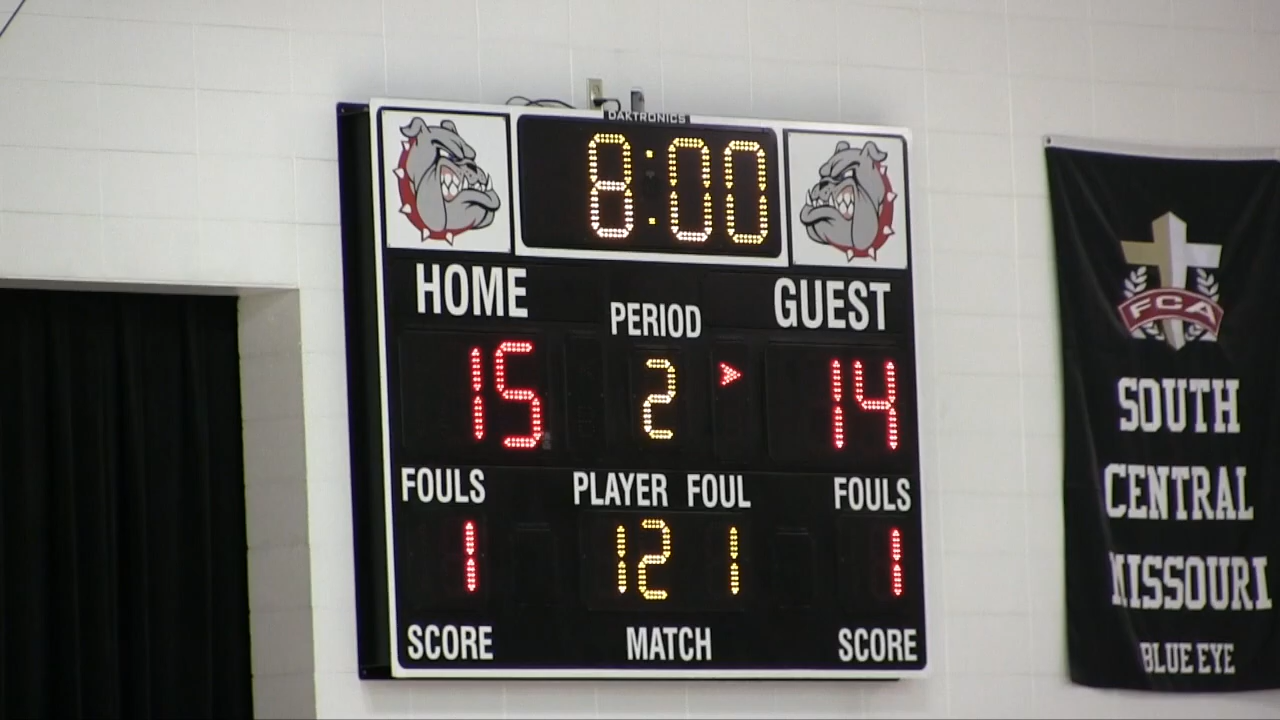 DAKTRONICS
8:00
HOME
GUEST
PERIOD
15
2
14
FOULS
PLAYER FOUL
FOULS
1
12 1
1
SCORE
MATCH
SCORE
FCA
SOUTH
CENTRAL
MISSOURI
BLUE EYE